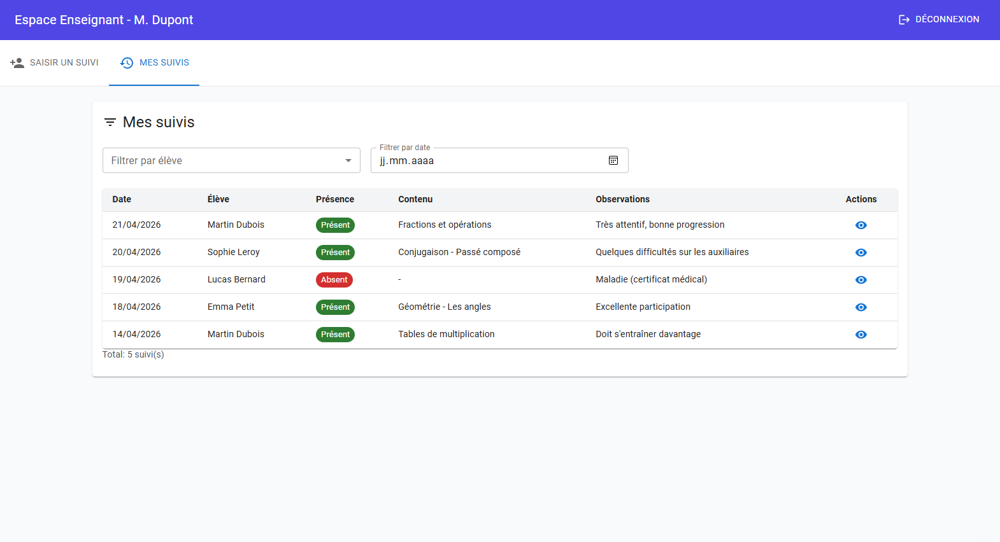 Espace Enseignant - M. Dupont
DÉCONNEXION
SAISIR UN SUIVI
MES SUIVIS
Mes suivis
Filtrer par élève
Filtrer par date
jj.mm.aaaa
Date Élève Présence Contenu Observations Actions
21/04/2026 Martin Dubois Présent Fractions et opérations Très attentif, bonne progression
20/04/2026 Sophie Leroy Présent Conjugaison - Passé composé Quelques difficultés sur les auxiliaires
19/04/2026 Lucas Bernard Absent - Maladie (certificat médical)
18/04/2026 Emma Petit Présent Géométrie - Les angles Excellente participation
14/04/2026 Martin Dubois Présent Tables de multiplication Doit s'entraîner davantage
Total: 5 suivi(s)